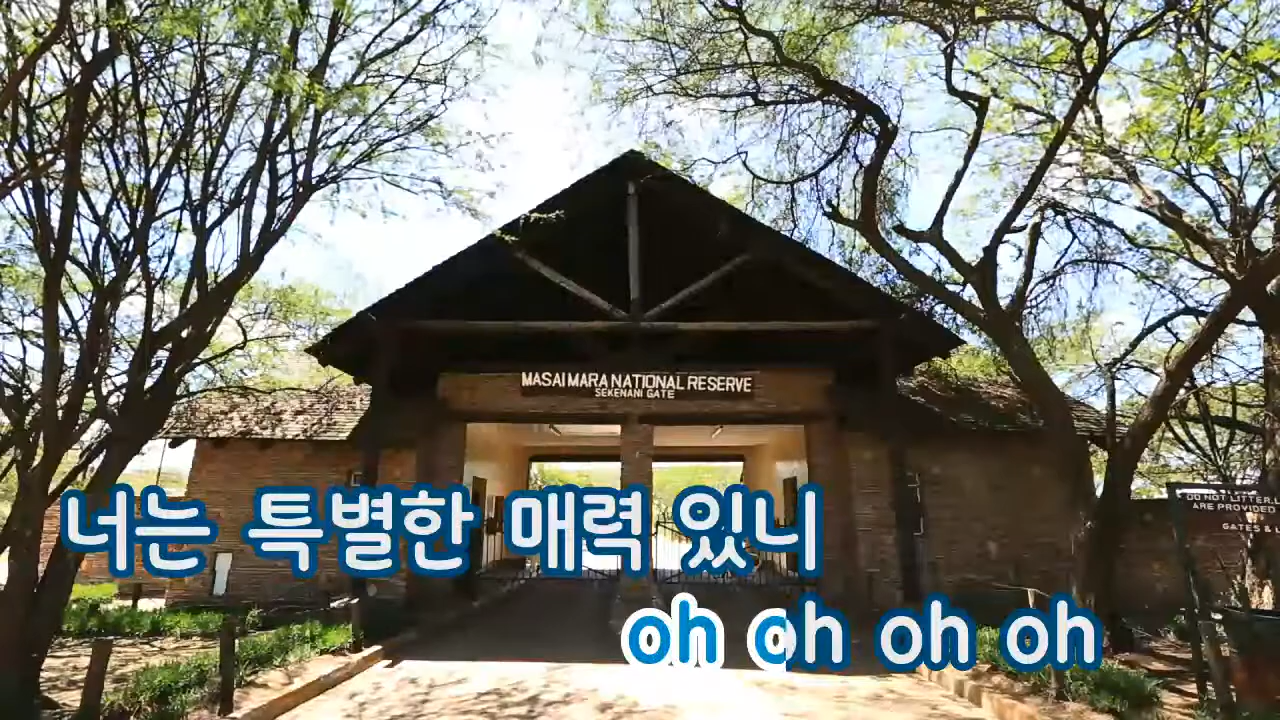 MASAI MARA NATIONAL RESERVE
SEKENANI GATE
DO NOT LITTER.
ARE PROVIDED
GATES &
너는 특별한 매력 있니
oh oh oh oh